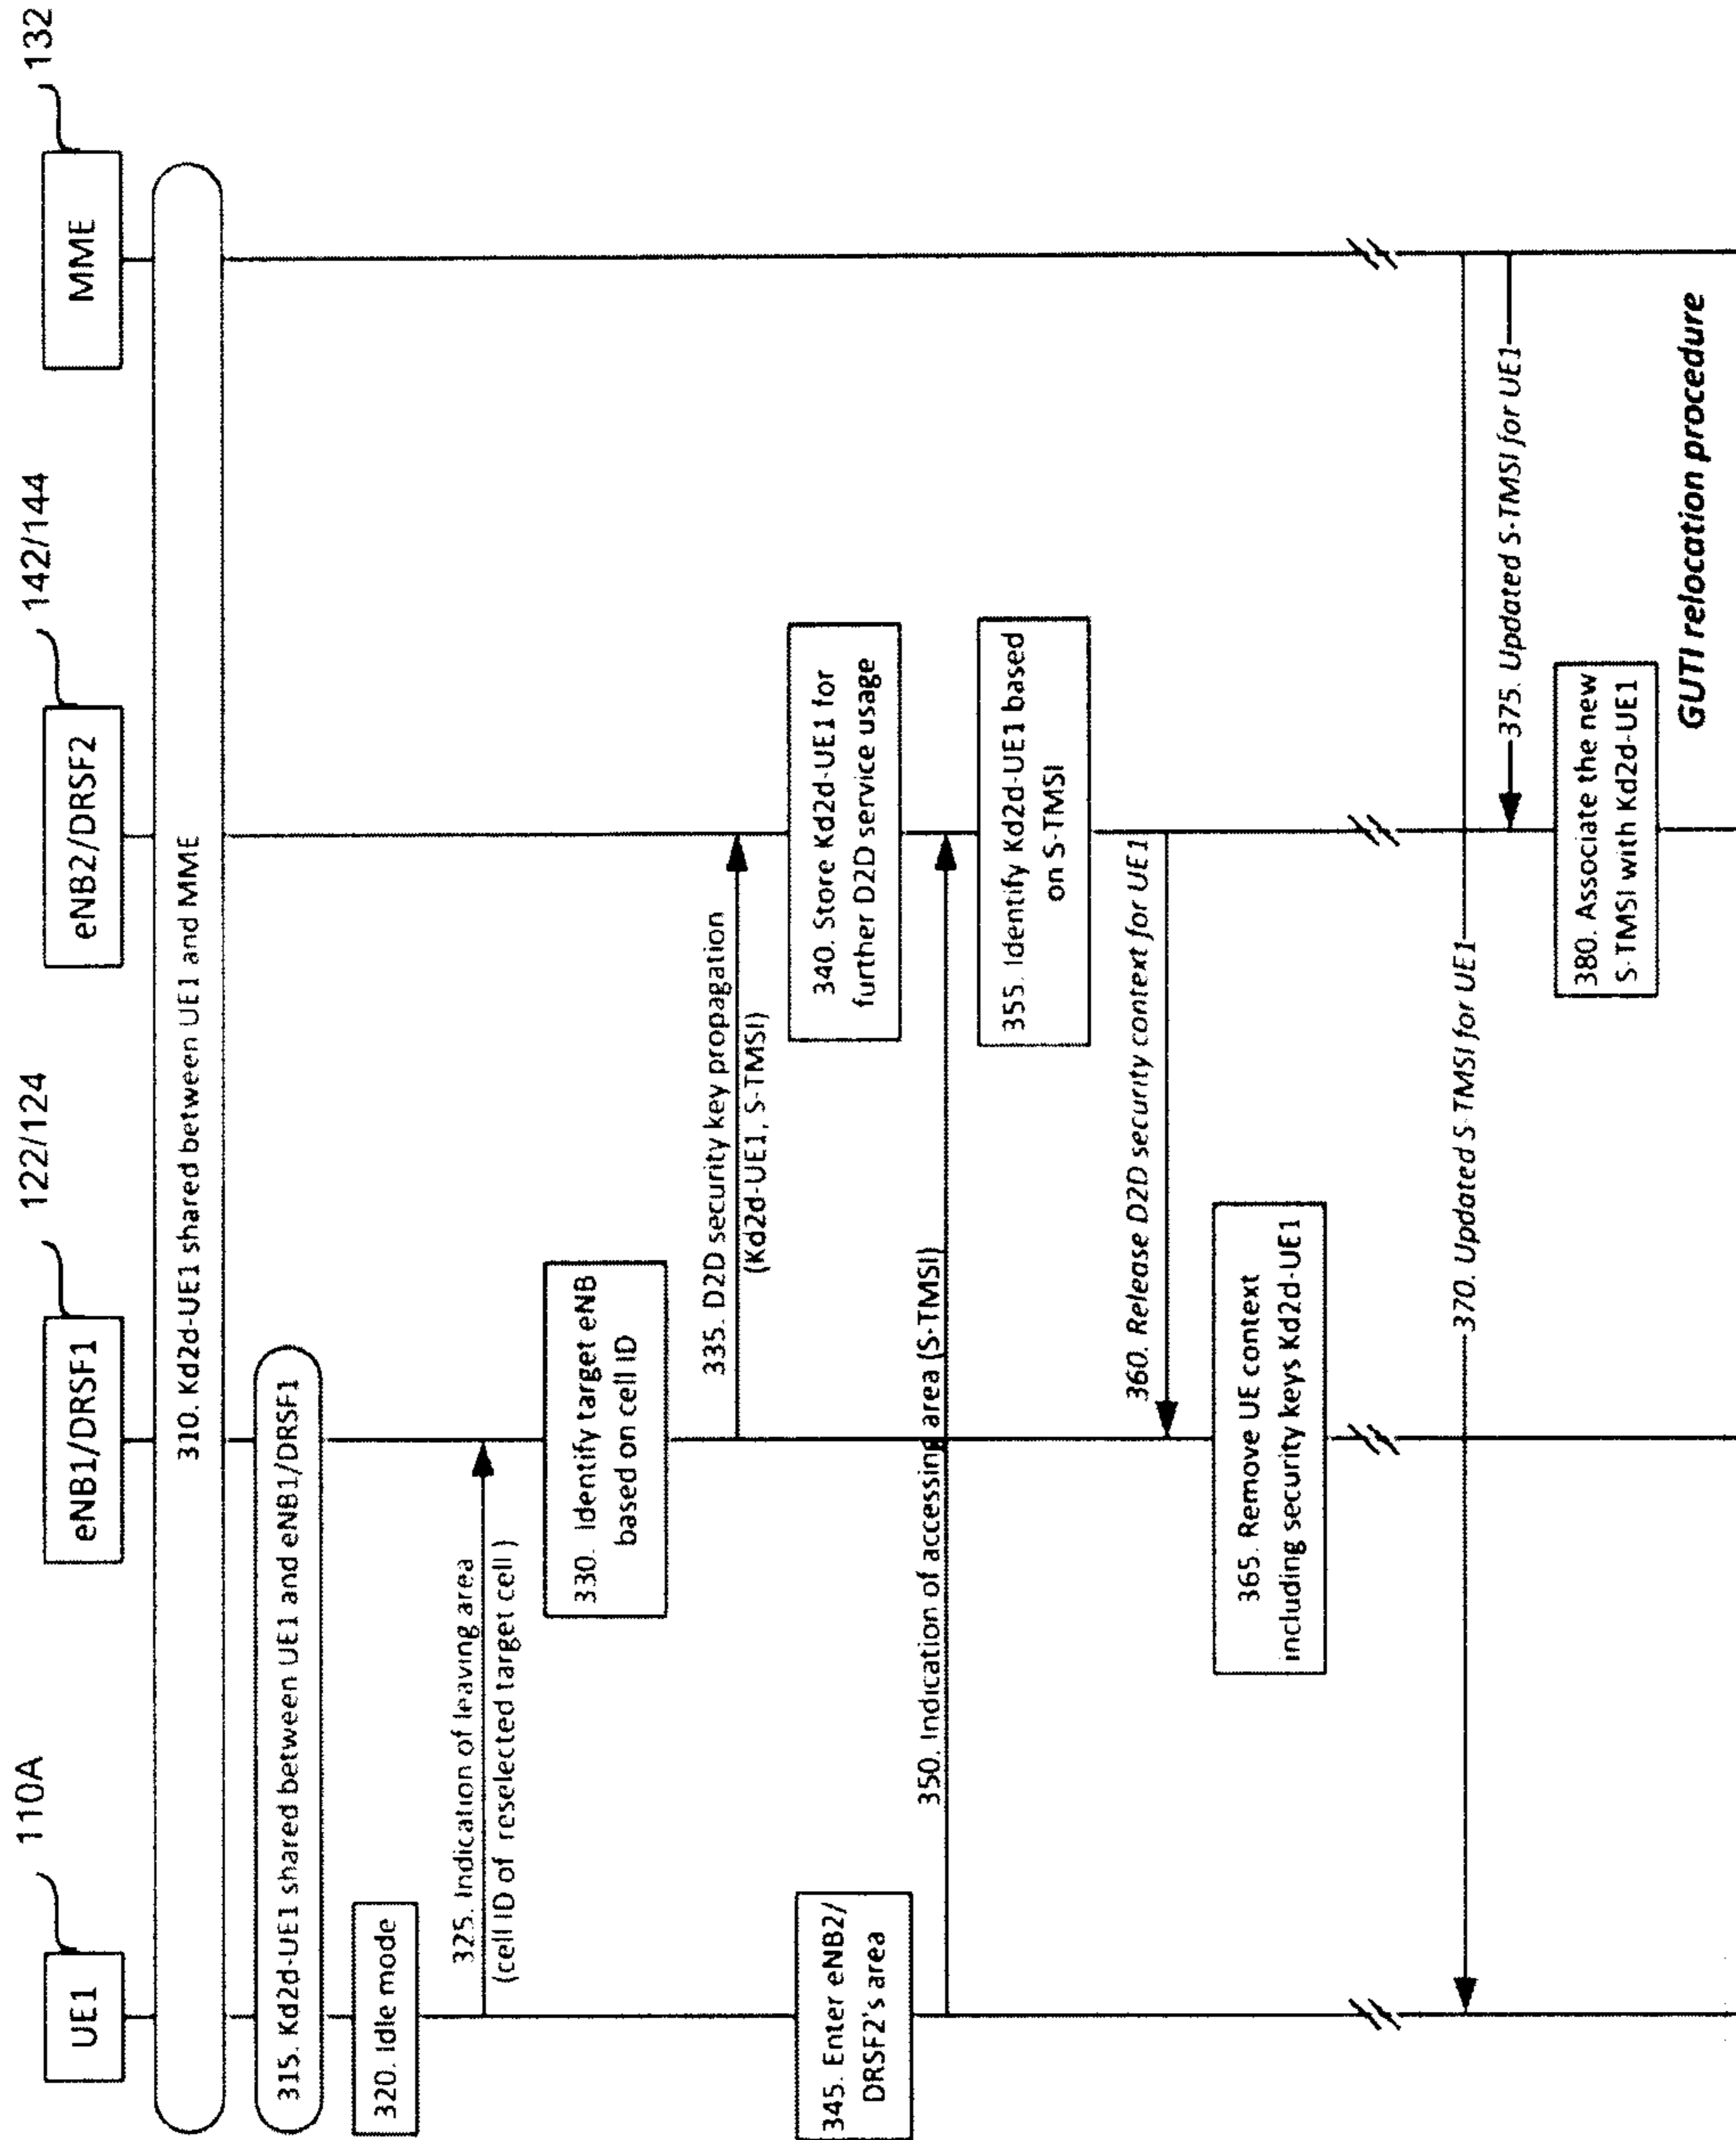 110A
122/124
142/144
132
UE1
eNB1/DRSF1
eNB2/DRSF2
MME
310. Kd2d-UE1 shared between UE1 and MME
315. Kd2d-UE1 shared between UE1 and eNB1/DRSF1
320. Idle mode
325. Indication of leaving area
(cell ID of reselected target cell )
330. Identify target eNB
based on cell ID
335. D2D security key propagation
(Kd2d-UE1, S-TMSI)
340. Store Kd2d-UE1 for
further D2D service usage
345. Enter eNB2/
DRSF2's area
350. Indication of accessing area (S-TMSI)
355. Identify Kd2d-UE1 based
on S-TMSI
360. Release D2D security context for UE1
365. Remove UE context
including security keys Kd2d-UE1
370. Updated S-TMSI for UE1
375. Updated S-TMSI for UE1
380. Associate the new
S-TMSI with Kd2d-UE1
GUTI relocation procedure